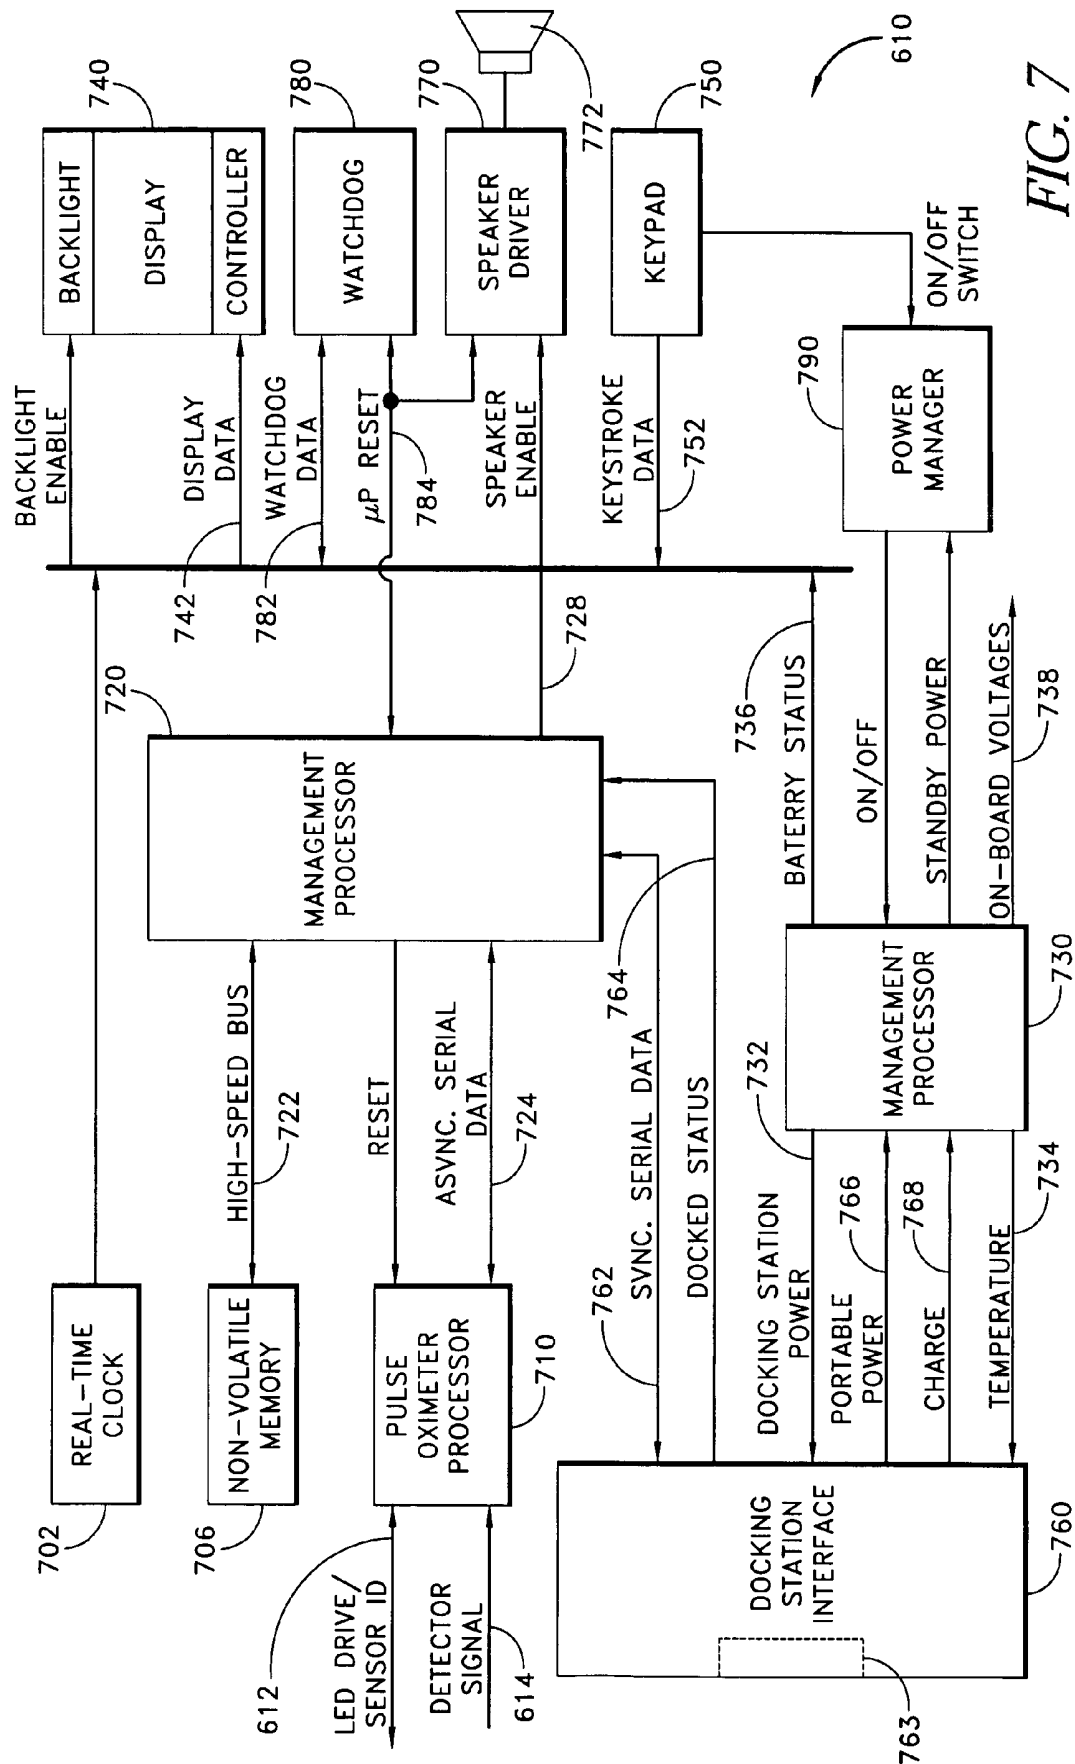 702
REAL-TIME
CLOCK
706
NON-VOLATILE
MEMORY
HIGH-SPEED BUS
722
612
LED DRIVE/
SENSOR ID
DETECTOR
SIGNAL
614
PULSE
OXIMETER
PROCESSOR
710
RESET
ASVNC. SERIAL
DATA
724
720
MANAGEMENT
PROCESSOR
728
BACKLIGHT
ENABLE
DISPLAY
DATA
742
WATCHDOG
DATA
782
μP RESET
784
SPEAKER
ENABLE
KEYSTROKE
DATA
752
740
BACKLIGHT
DISPLAY
CONTROLLER
780
WATCHDOG
770
SPEAKER
DRIVER
772
750
KEYPAD
ON/OFF
SWITCH
790
POWER
MANAGER
762
SVNC. SERIAL DATA
764
DOCKED STATUS
DOCKING STATION
POWER
732
PORTABLE
POWER
766
CHARGE
768
TEMPERATURE
734
DOCKING
STATION
INTERFACE
763
760
MANAGEMENT
PROCESSOR
730
736
BATERRY STATUS
ON/OFF
STANDBY POWER
ON-BOARD VOLTAGES
738
610
FIG. 7